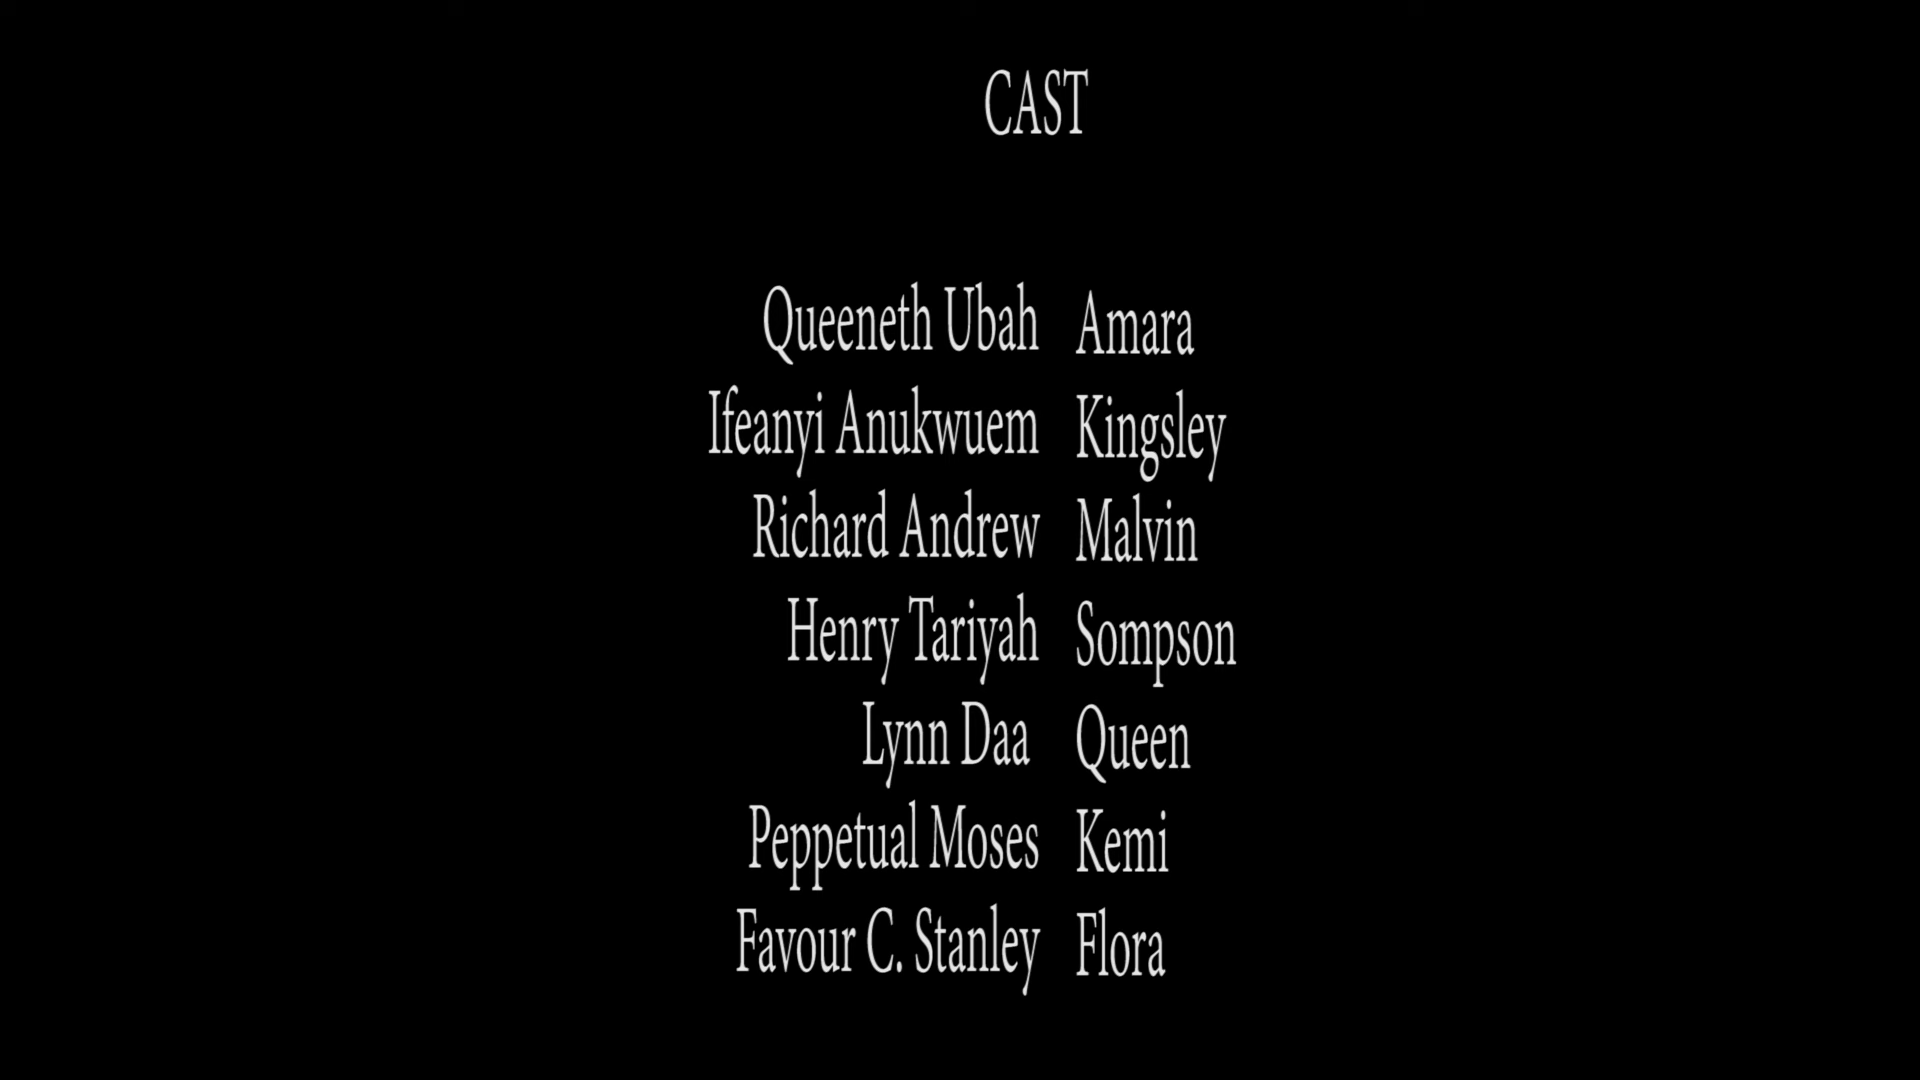 CAST
Queeneth Ubah Amara
Ifeanyi Anukwuem Kingsley
Richard Andrew Malvin
Henry Tariyah Sompson
Lynn Daa Queen
Peppetual Moses Kemi
Favour C. Stanley Flora